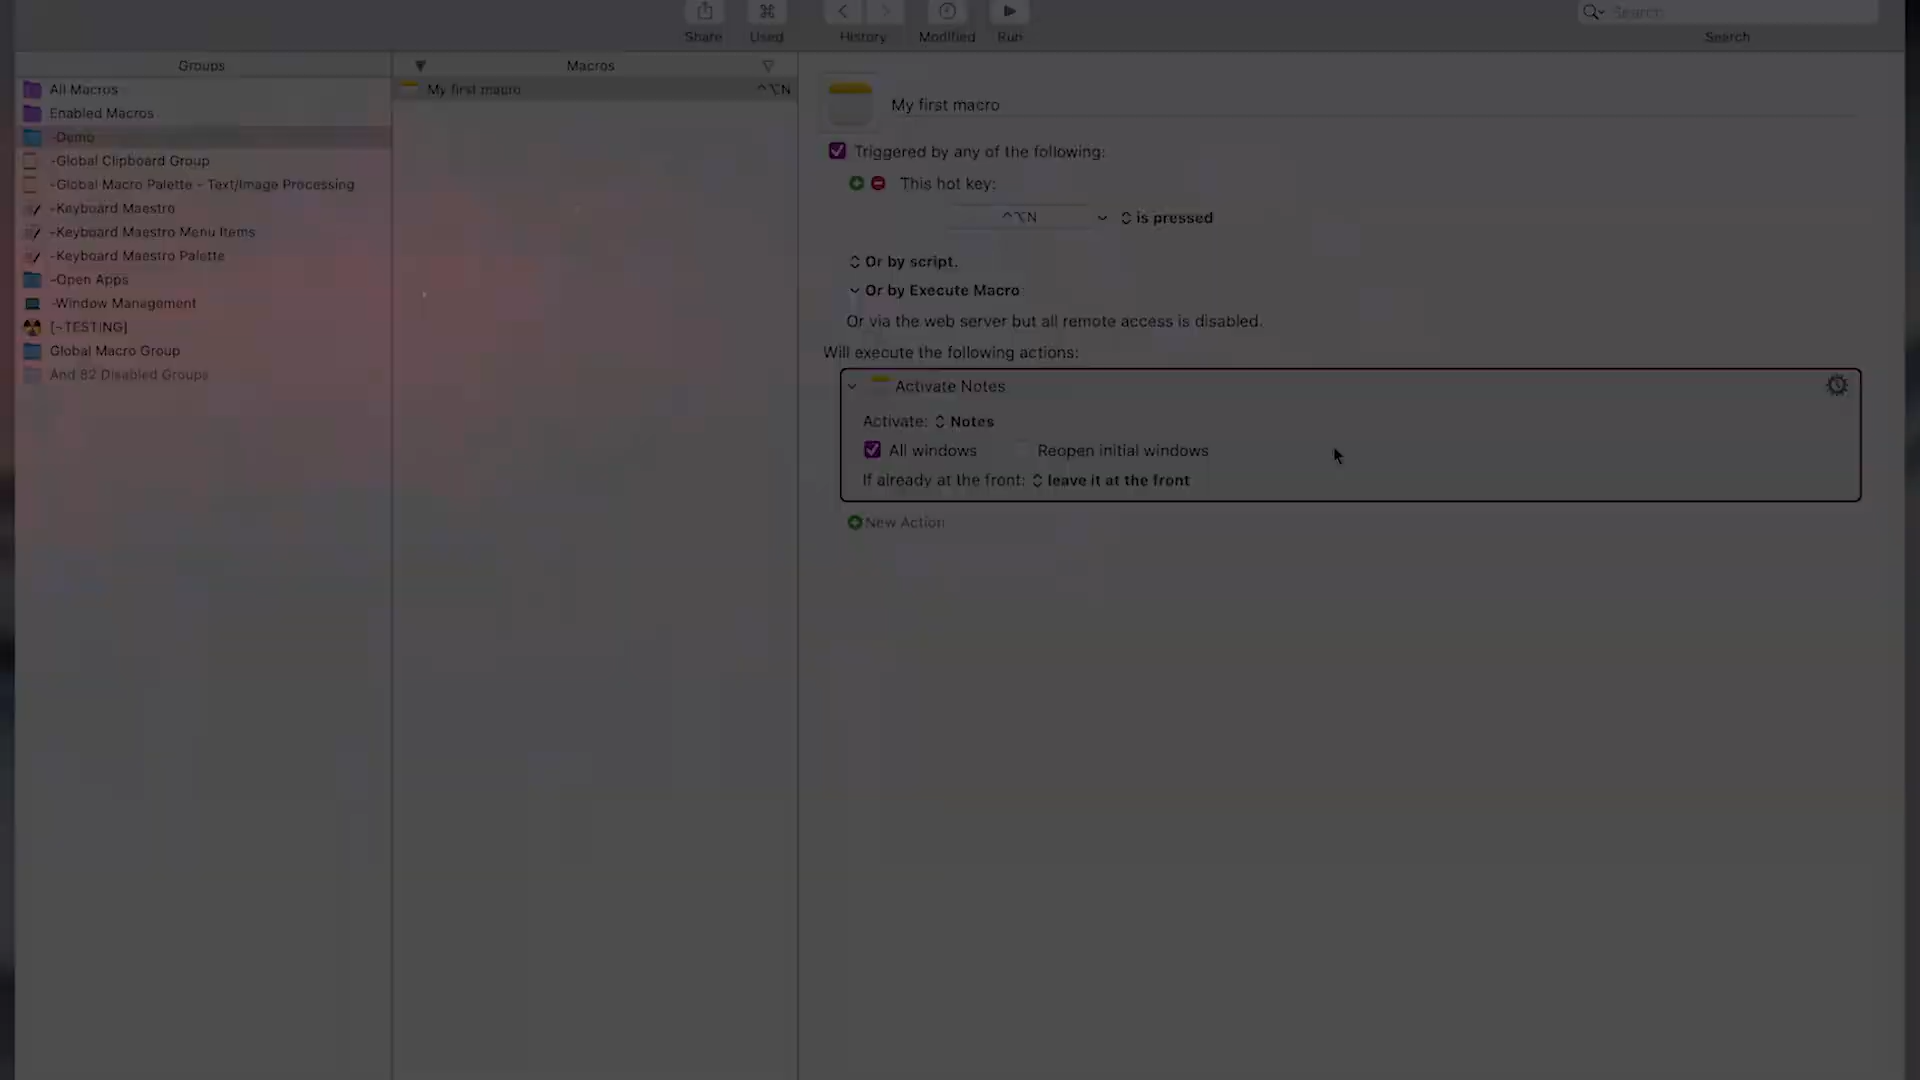 Share
Used
History
Modified
Run
Search
Search
Groups
Macros
All Macros
Enabled Macros
-Demo
-Global Clipboard Group
-Global Macro Palette - Text/Image Processing
-Keyboard Maestro
-Keyboard Maestro Menu Items
-Keyboard Maestro Palette
-Open Apps
-Window Management
[~TESTING]
Global Macro Group
And 82 Disabled Groups
My first macro ^⌥N
My first macro
Triggered by any of the following:
This hot key:
^⌥N is pressed
Or by script.
Or by Execute Macro
Or via the web server but all remote access is disabled.
Will execute the following actions:
Activate Notes
Activate: Notes
All windows Reopen initial windows
If already at the front: leave it at the front
New Action